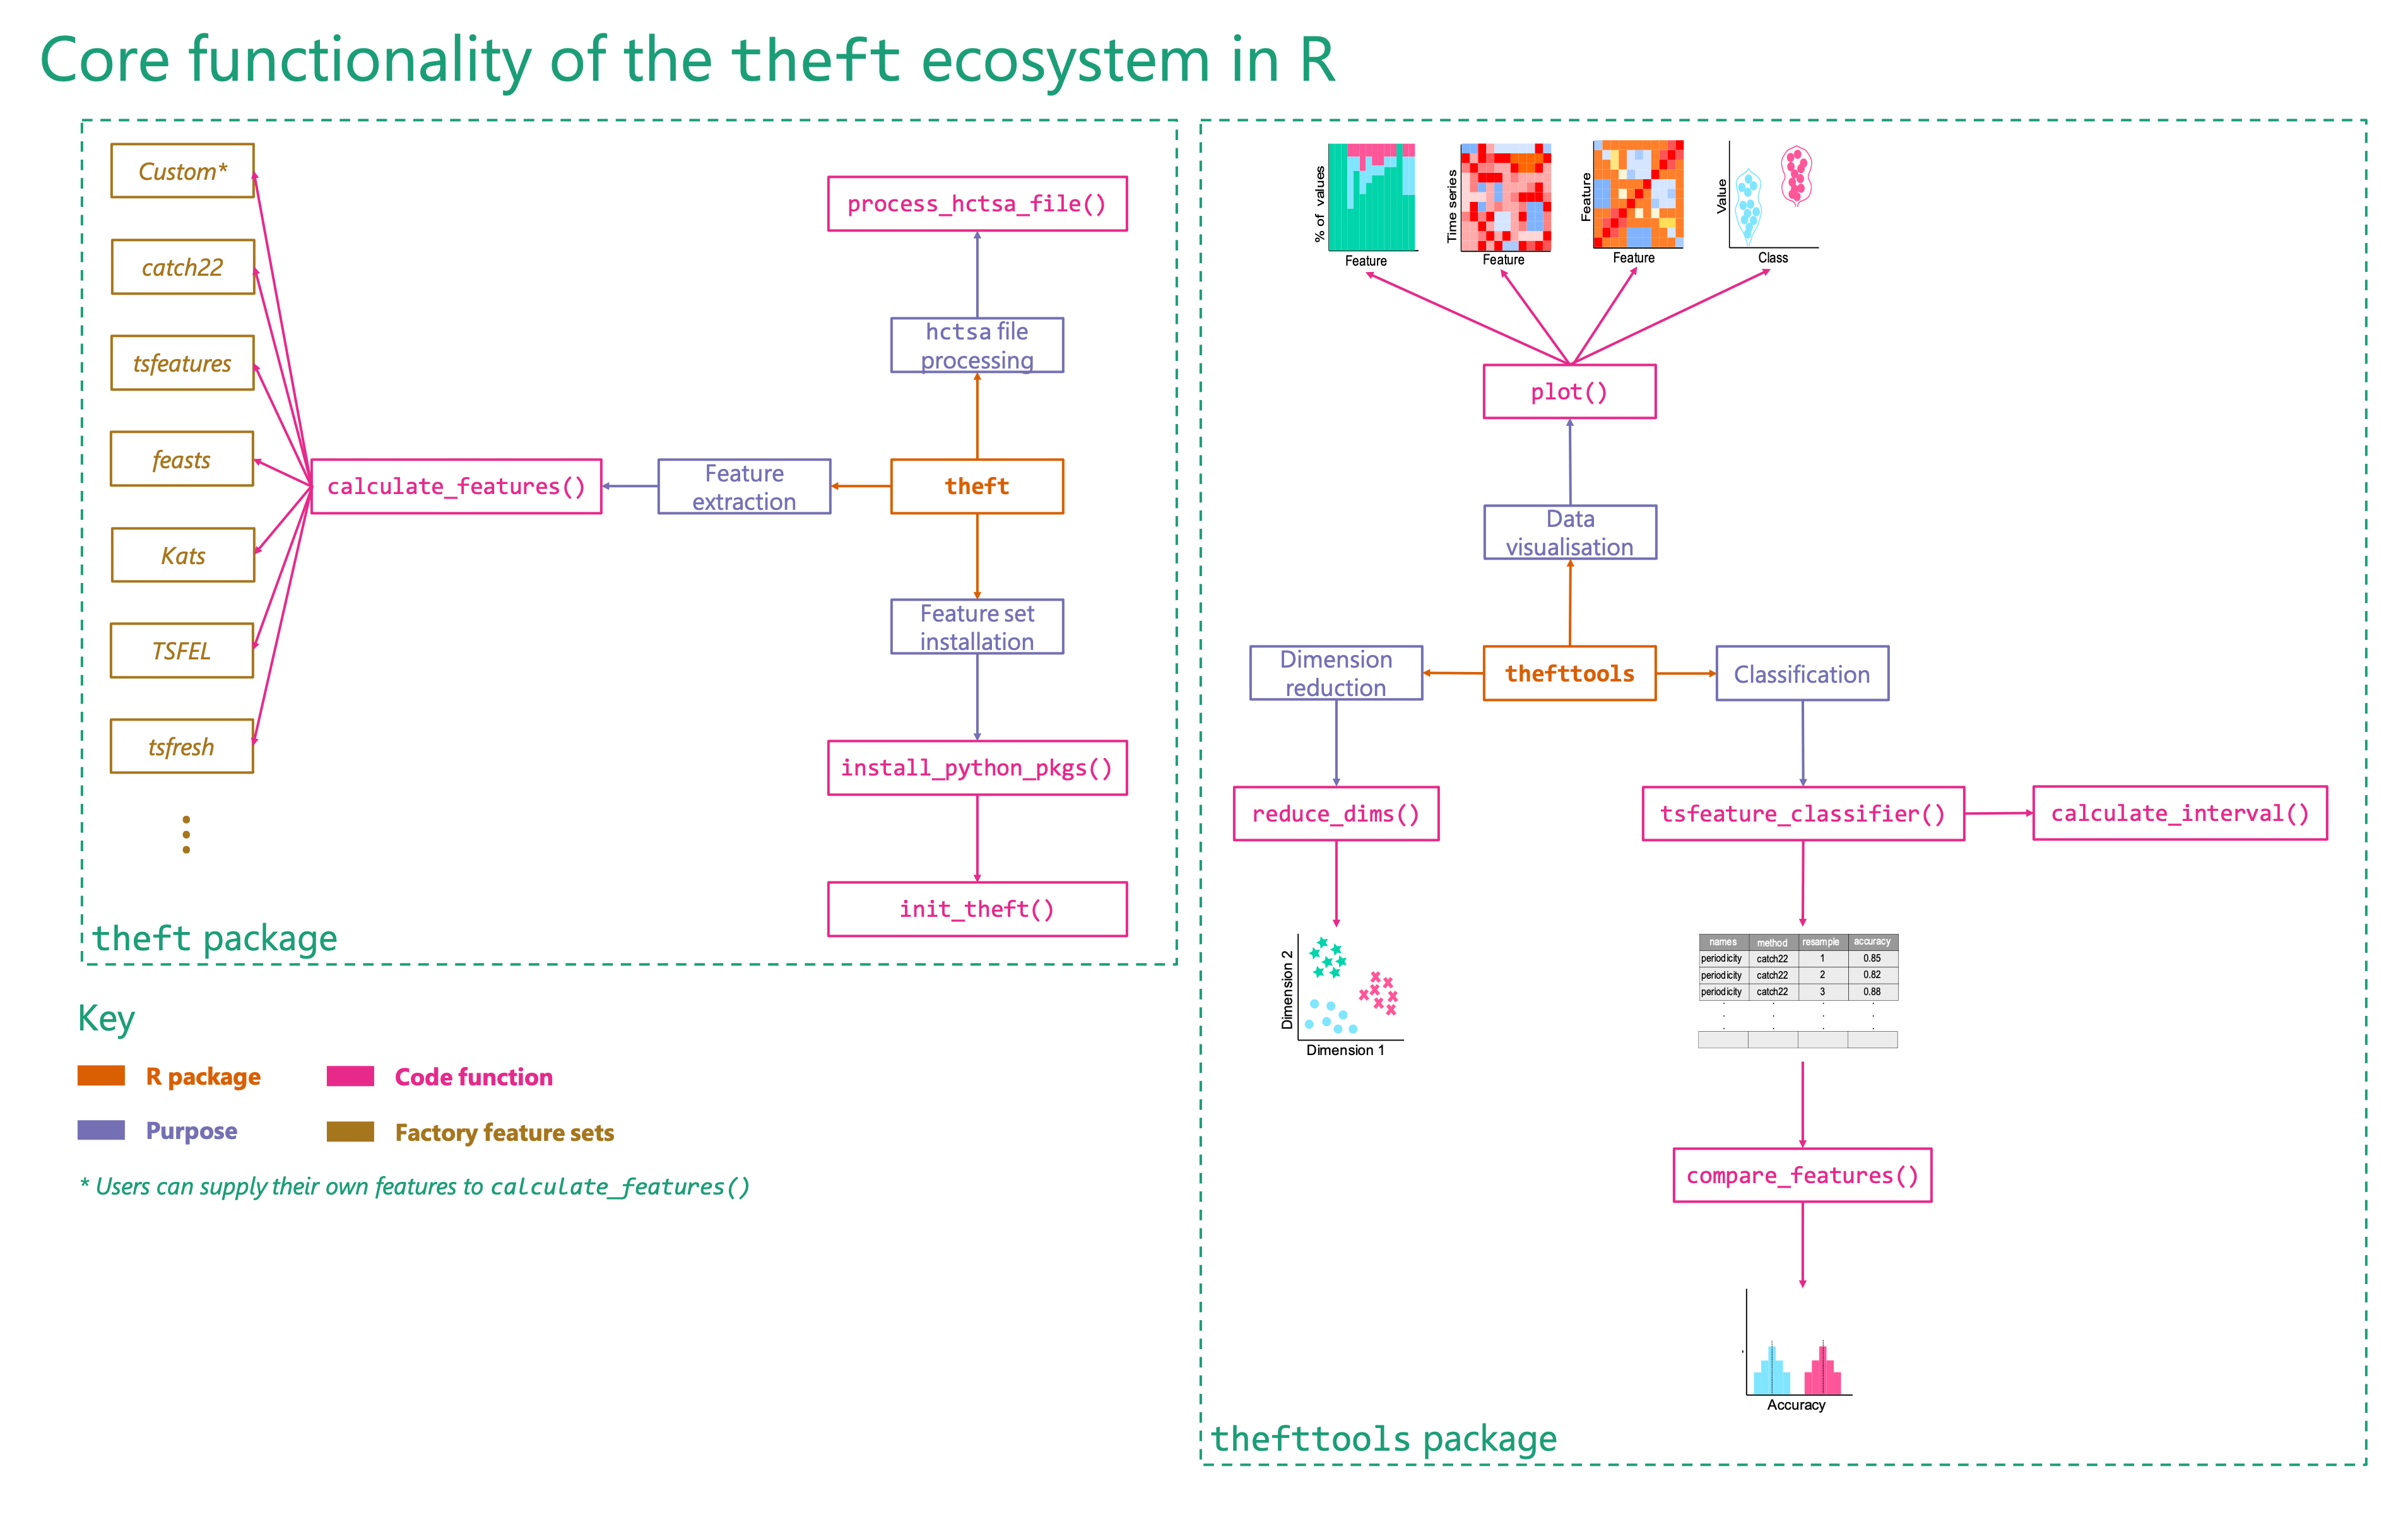 Core functionality of the theft ecosystem in R
Custom*
catch22
tsfeatures
feasts
Kats
TSFEL
tsfresh
calculate_features()
Feature
extraction
theft
process_hctsa_file()
hctsa file
processing
Feature set
installation
install_python_pkgs()
init_theft()
theft package
% of values
Feature
Time series
Feature
Feature
Feature
Value
Class
plot()
Data
visualisation
Dimension
reduction
thefttools
Classification
reduce_dims()
tsfeature_classifier()
calculate_interval()
Dimension 2
Dimension 1
names method resample accuracy
periodicity catch22 1 0.85
periodicity catch22 2 0.82
periodicity catch22 3 0.88
compare_features()
Accuracy
thefttools package
Key
R package
Code function
Purpose
Factory feature sets
* Users can supply their own features to calculate_features()